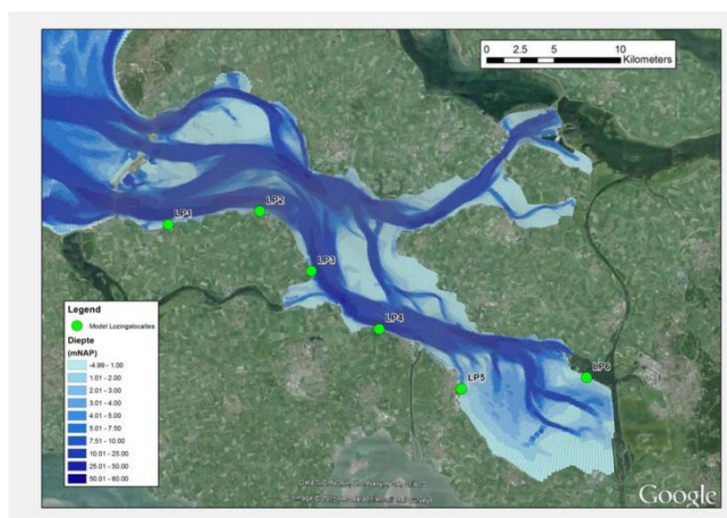 0 2.5 5 10
Kilometers
LP1
LP2
LP3
LP4
LP5
LP6
Legend
Model Lozingslocaties
Diepte
(mNAP)
-4.99 - 1.00
1.01 - 2.00
2.01 - 3.00
3.01 - 4.00
4.01 - 5.00
5.01 - 7.50
7.51 - 10.00
10.01 - 25.00
25.01 - 50.00
50.01 - 60.00
Google